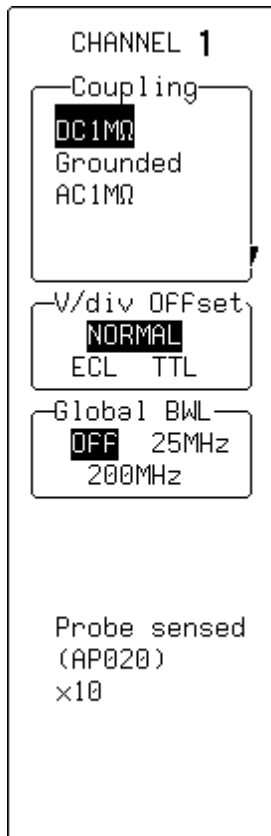 CHANNEL 1
Coupling
DC1MΩ
Grounded
AC1MΩ
V/div OFFset
NORMAL
ECL TTL
Global BWL
OFF 25MHz
200MHz
Probe sensed
(AP020)
×10